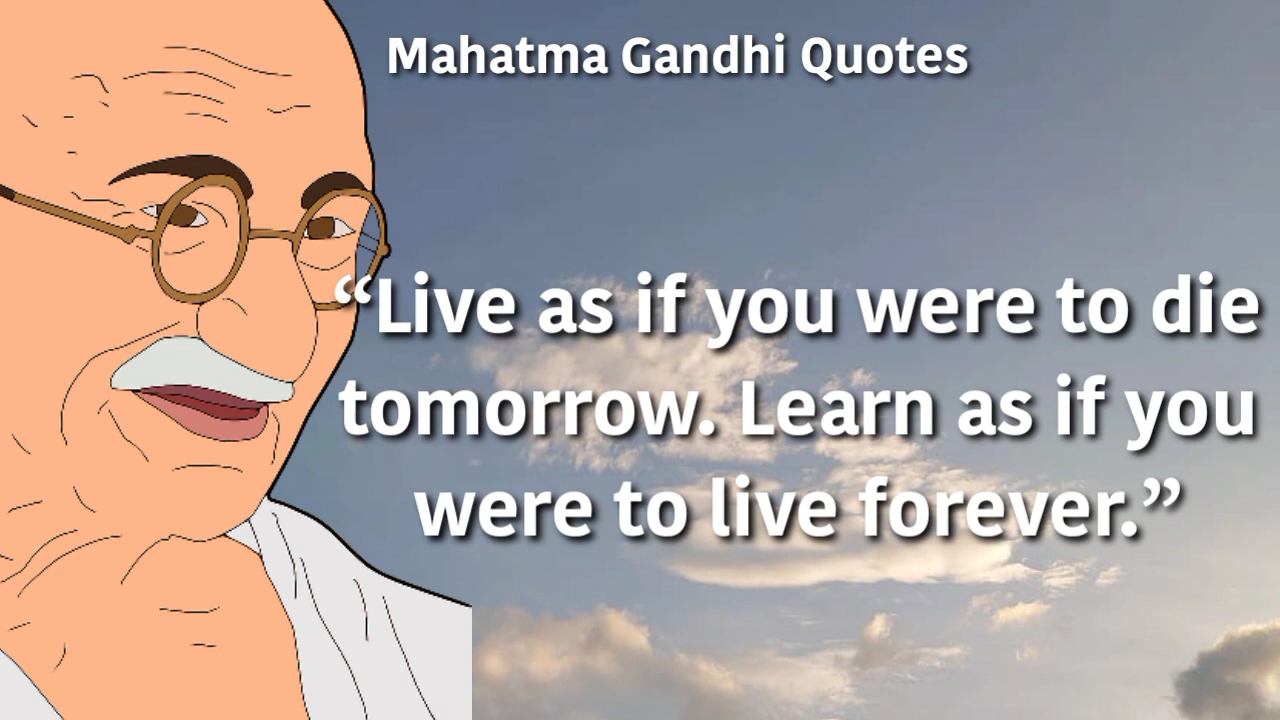 Mahatma Gandhi Quotes
“Live as if you were to die
tomorrow. Learn as if you
were to live forever.”